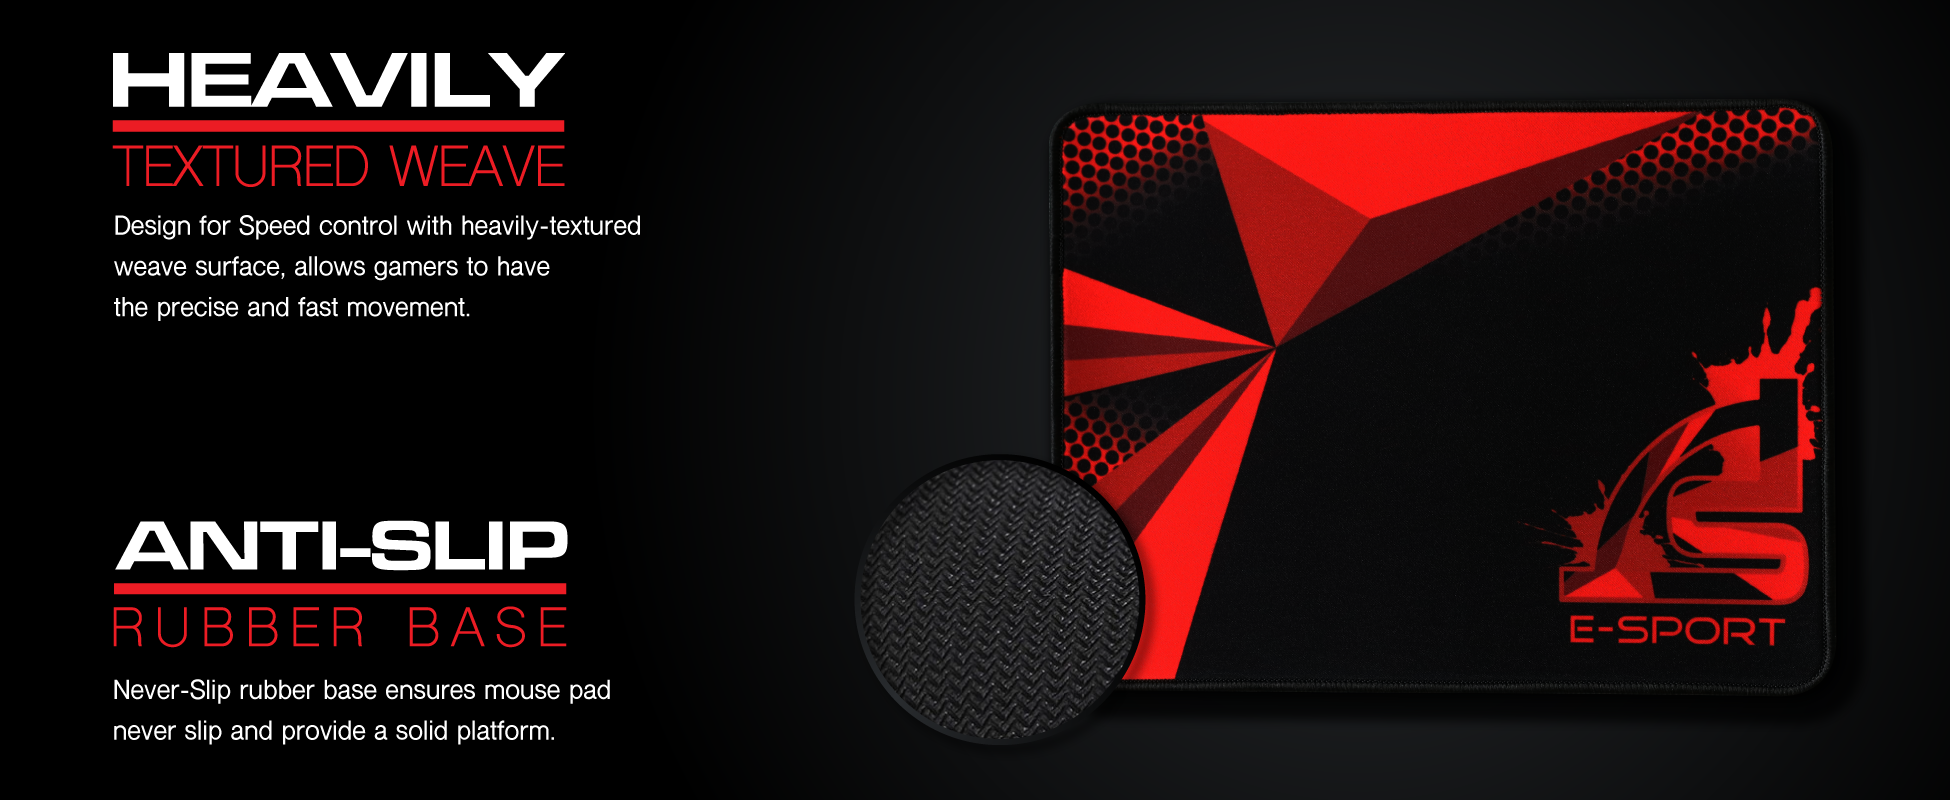 HEAVILY
TEXTURED WEAVE
Design for Speed control with heavily-textured
weave surface, allows gamers to have
the precise and fast movement.
ANTI-SLIP
RUBBER BASE
Never-Slip rubber base ensures mouse pad
never slip and provide a solid platform.
E-SPORT